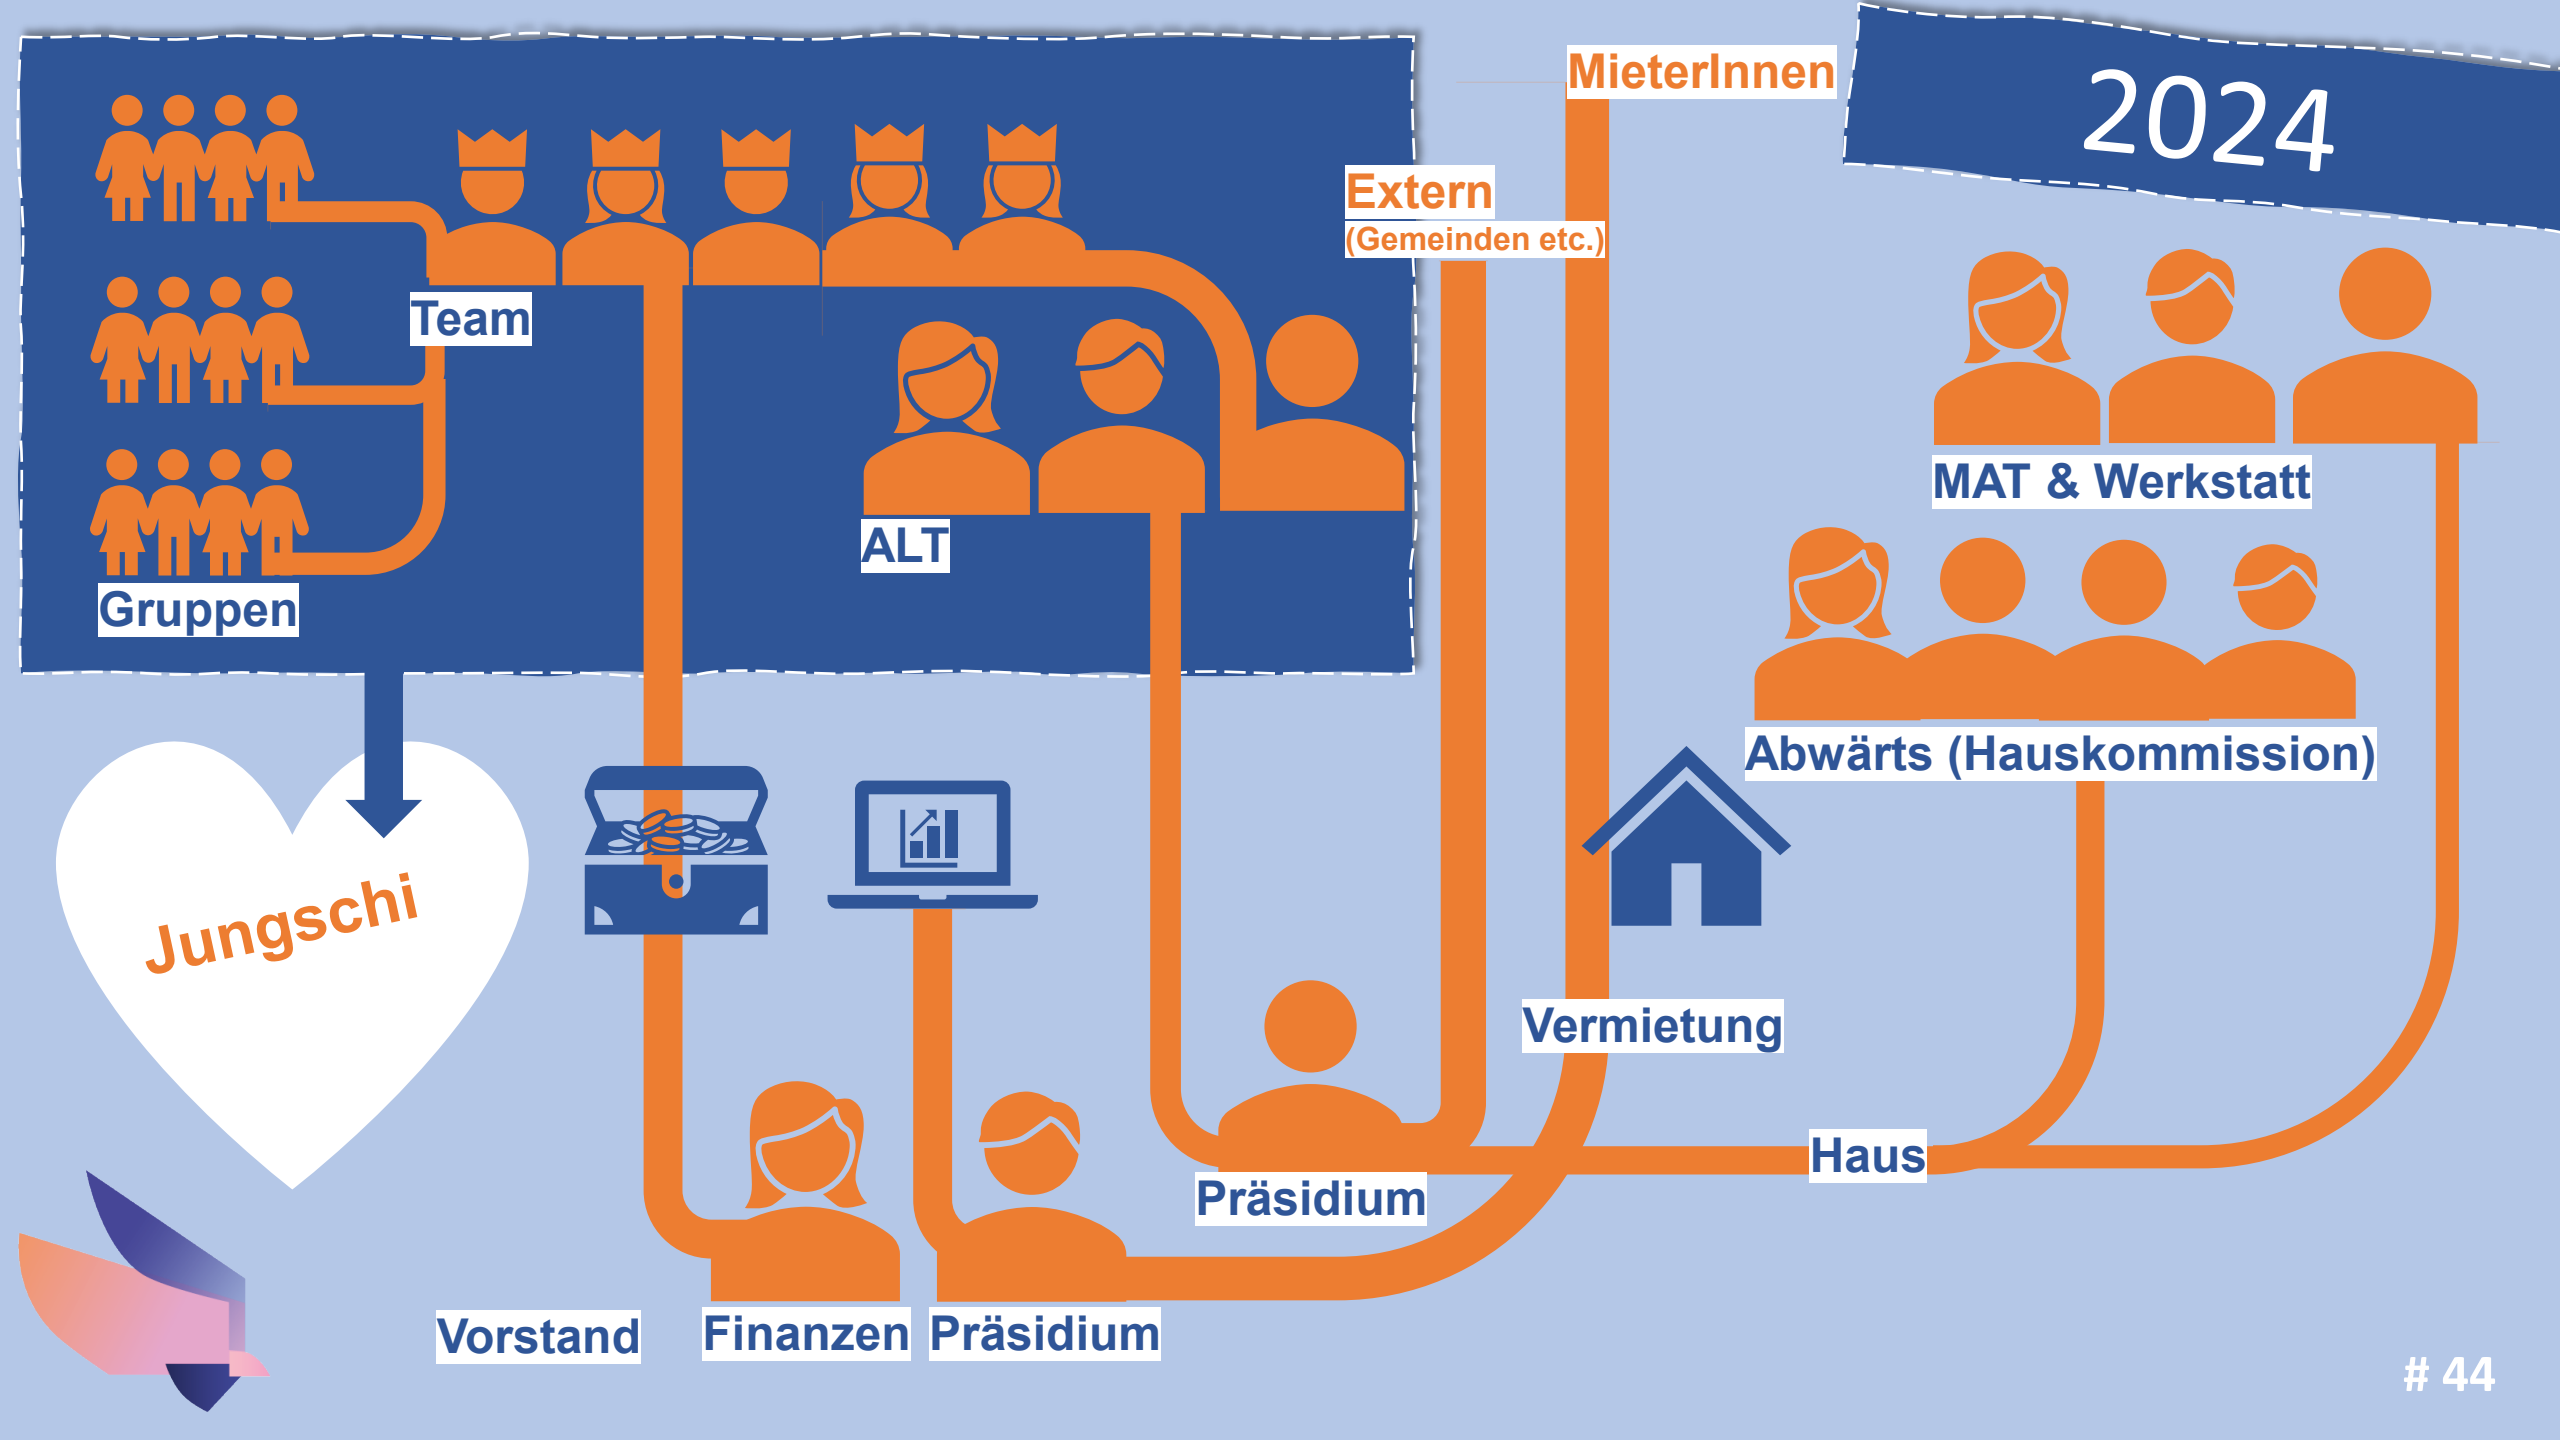 MieterInnen
2024
Extern
(Gemeinden etc.)
Team
MAT & Werkstatt
ALT
Gruppen
Abwärts (Hauskommission)
Jungschi
Vermietung
Haus
Präsidium
Vorstand
Finanzen
Präsidium
# 44